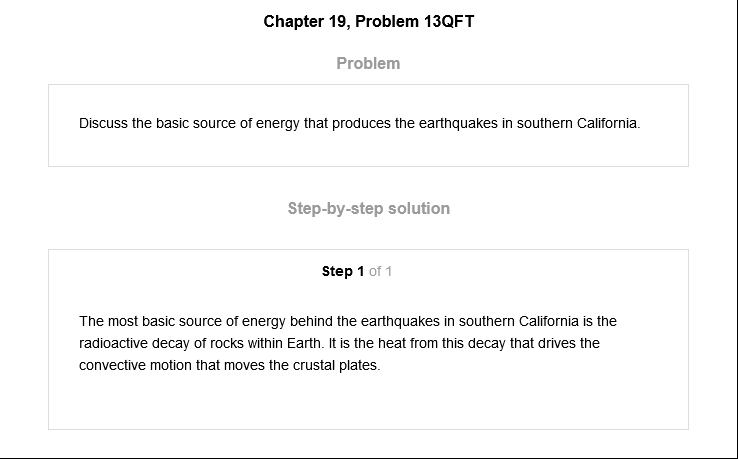 Chapter 19, Problem 13QFT
Problem
Discuss the basic source of energy that produces the earthquakes in southern California.
Step-by-step solution
Step 1 of 1
The most basic source of energy behind the earthquakes in southern California is the
radioactive decay of rocks within Earth. It is the heat from this decay that drives the
convective motion that moves the crustal plates.